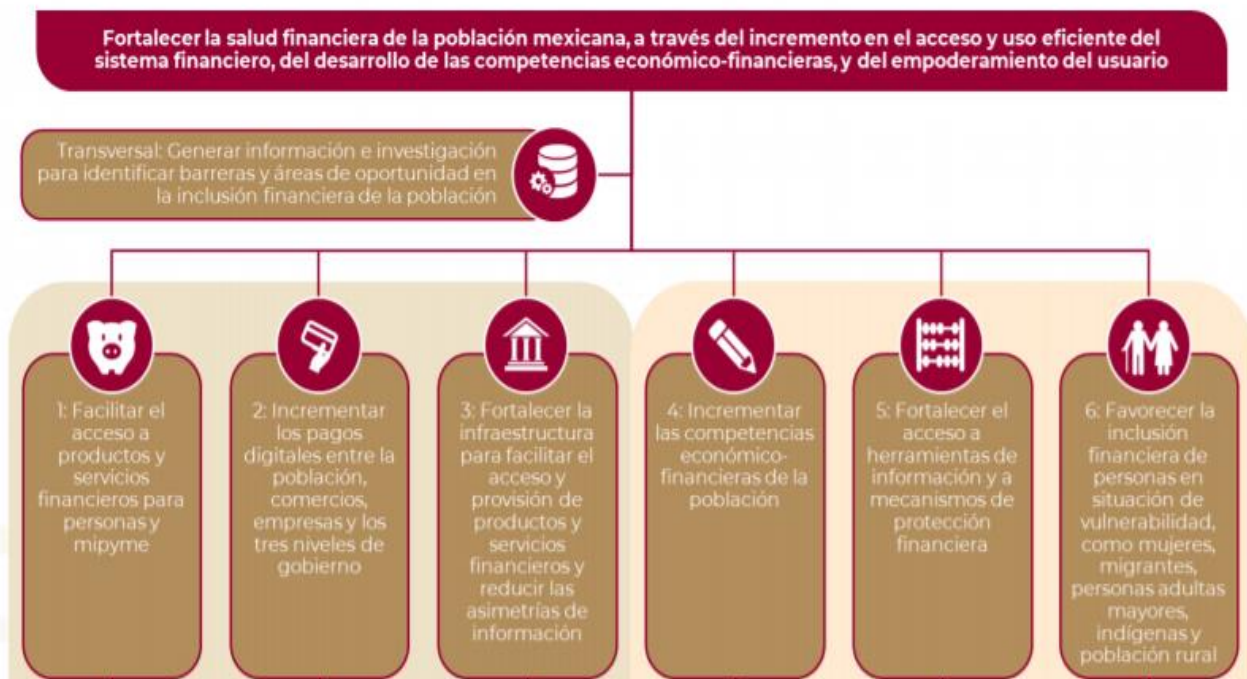 Fortalecer la salud financiera de la población mexicana, a través del incremento en el acceso y uso eficiente del
sistema financiero, del desarrollo de las competencias económico-financieras, y del empoderamiento del usuario
Transversal: Generar información e investigación
para identificar barreras y áreas de oportunidad en
la inclusión financiera de la población
1: Facilitar el
acceso a
productos y
servicios
financieros para
personas y
mipyme
2: Incrementar
los pagos
digitales entre la
población,
comercios,
empresas y los
tres niveles de
gobierno
3: Fortalecer la
infraestructura
para facilitar el
acceso y
provisión de
productos y
servicios
financieros y
reducir las
asimetrías de
información
4: Incrementar
las competencias
económico-
financieras de la
población
5: Fortalecer el
acceso a
herramientas de
información y a
mecanismos de
protección
financiera
6: Favorecer la
inclusión
financiera de
personas en
situación de
vulnerabilidad,
como mujeres,
migrantes,
personas adultas
mayores,
indígenas y
población rural